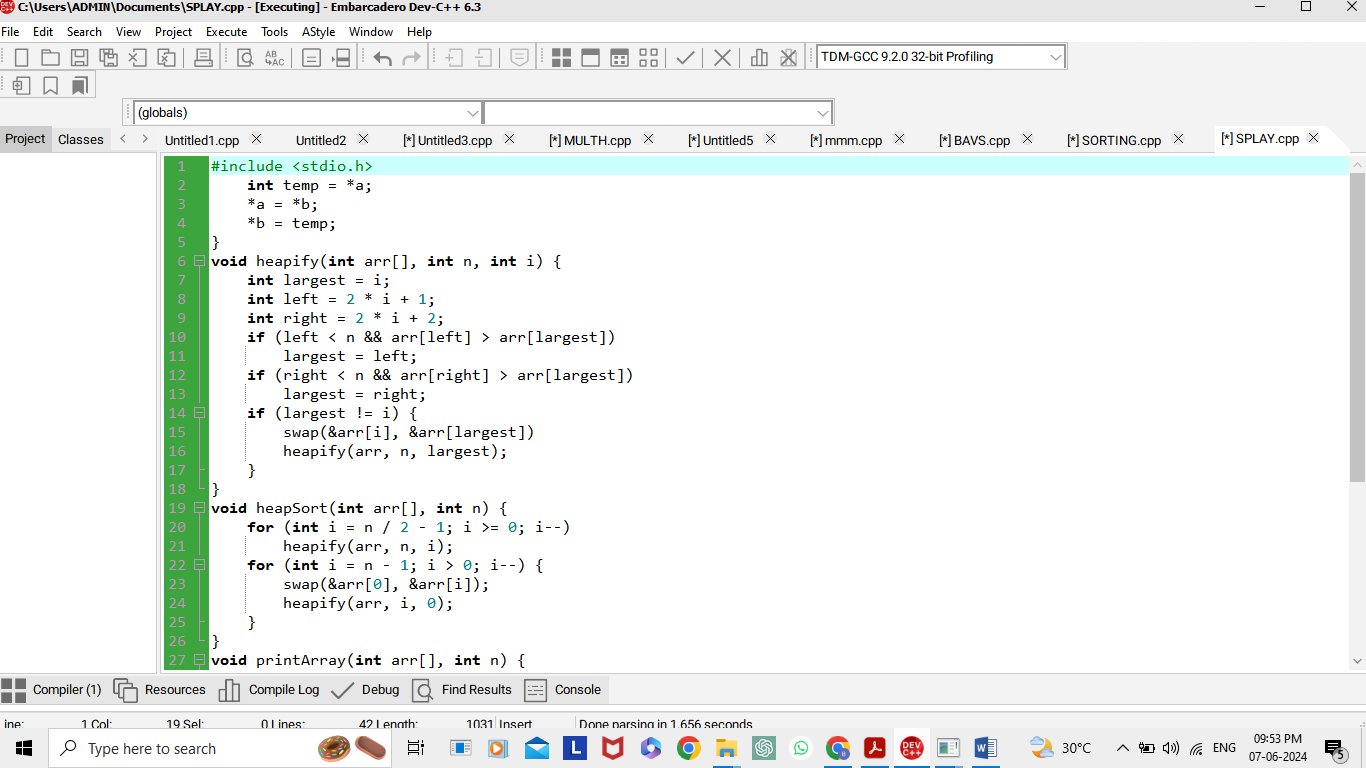 C:\Users\ADMIN\Documents\SPLAY.cpp - [Executing] - Embarcadero Dev-C++ 6.3
File Edit Search View Project Execute Tools AStyle Window Help
TDM-GCC 9.2.0 32-bit Profiling
(globals)
Project Classes Untitled1.cpp Untitled2 [*] Untitled3.cpp [*] MULTH.cpp [*] Untitled5 [*] mmm.cpp [*] BAVS.cpp [*] SORTING.cpp [*] SPLAY.cpp
1 #include <stdio.h>
2 int temp = *a;
3 *a = *b;
4 *b = temp;
5 }
6 void heapify(int arr[], int n, int i) {
7 int largest = i;
8 int left = 2 * i + 1;
9 int right = 2 * i + 2;
10 if (left < n && arr[left] > arr[largest])
11 largest = left;
12 if (right < n && arr[right] > arr[largest])
13 largest = right;
14 if (largest != i) {
15 swap(&arr[i], &arr[largest])
16 heapify(arr, n, largest);
17 }
18 }
19 void heapSort(int arr[], int n) {
20 for (int i = n / 2 - 1; i >= 0; i--)
21 heapify(arr, n, i);
22 for (int i = n - 1; i > 0; i--) {
23 swap(&arr[0], &arr[i]);
24 heapify(arr, i, 0);
25 }
26 }
27 void printArray(int arr[], int n) {
Compiler (1) Resources Compile Log Debug Find Results Console
ine: 1 Col: 19 Sel: 0 Lines: 42 Length: 1031 Insert Done parsing in 1.656 seconds
Type here to search 30°C ENG 09:53 PM
07-06-2024 5